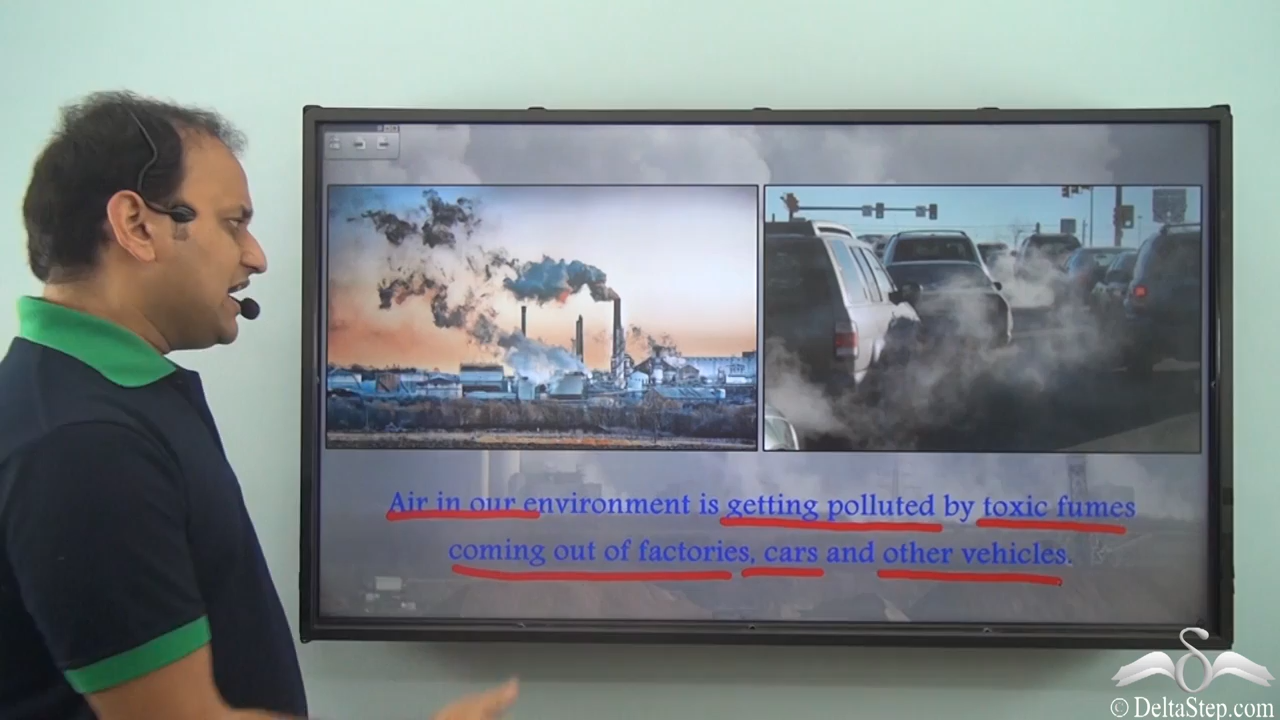 Air in our environment is getting polluted by toxic fumes
coming out of factories, cars and other vehicles.
© DeltaStep.com